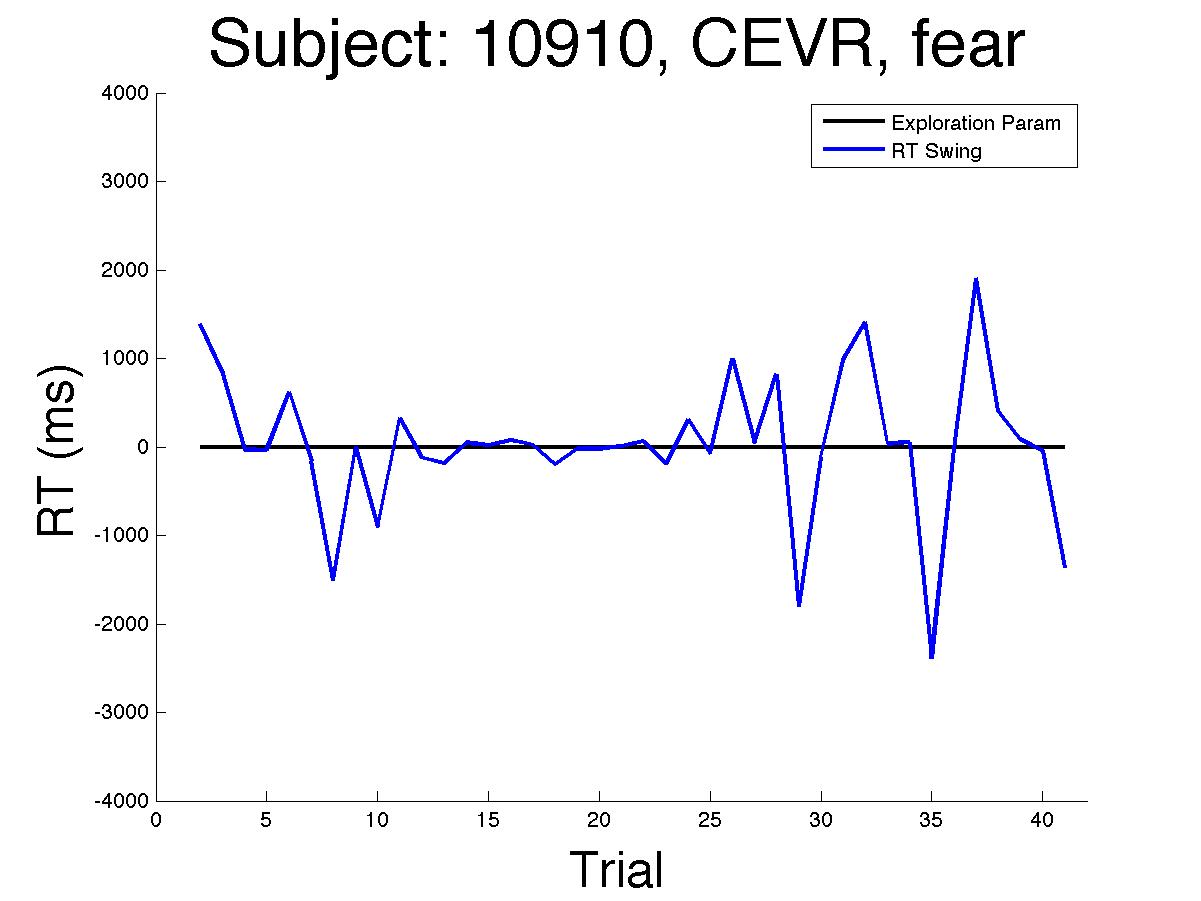 Subject: 10910, CEVR, fear
Exploration Param
RT Swing
4000
3000
2000
1000
0
-1000
-2000
-3000
-4000
RT (ms)
0 5 10 15 20 25 30 35 40
Trial